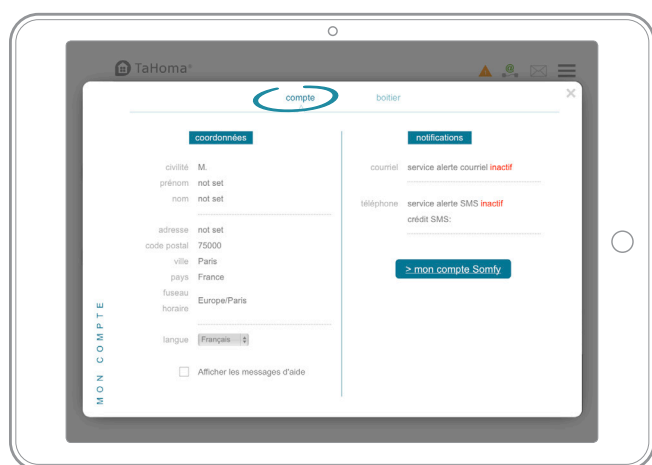 TaHoma®
compte
boitier
×
coordonnées
civilité M.
prénom not set
nom not set
adresse not set
code postal 75000
ville Paris
pays France
fuseau
horaire Europe/Paris
langue Français
Afficher les messages d'aide
notifications
courriel service alerte courriel inactif
téléphone service alerte SMS inactif
crédit SMS:
> mon compte Somfy
MON COMPTE